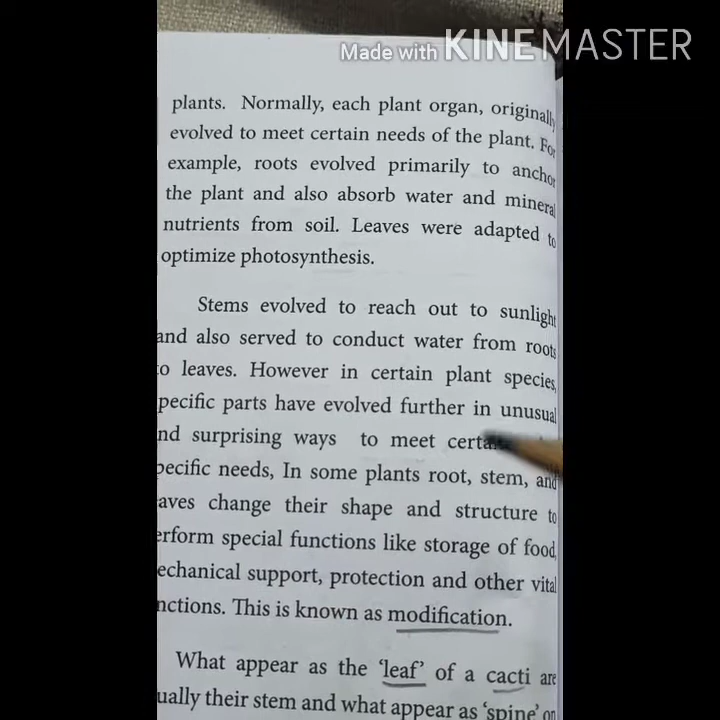 Made with KINEMASTER
plants. Normally, each plant organ, originally
evolved to meet certain needs of the plant. For
example, roots evolved primarily to anchor
the plant and also absorb water and mineral
nutrients from soil. Leaves were adapted to
optimize photosynthesis.
Stems evolved to reach out to sunlight
and also served to conduct water from roots
to leaves. However in certain plant species,
pecific parts have evolved further in unusual
nd surprising ways to meet
pecific needs, In some plants root, stem, and
aves change their shape and structure to
erform special functions like storage of food,
echanical support, protection and other vital
nctions. This is known as modification.
What appear as the 'leaf' of a cacti are
ually their stem and what appear as 'spine' on